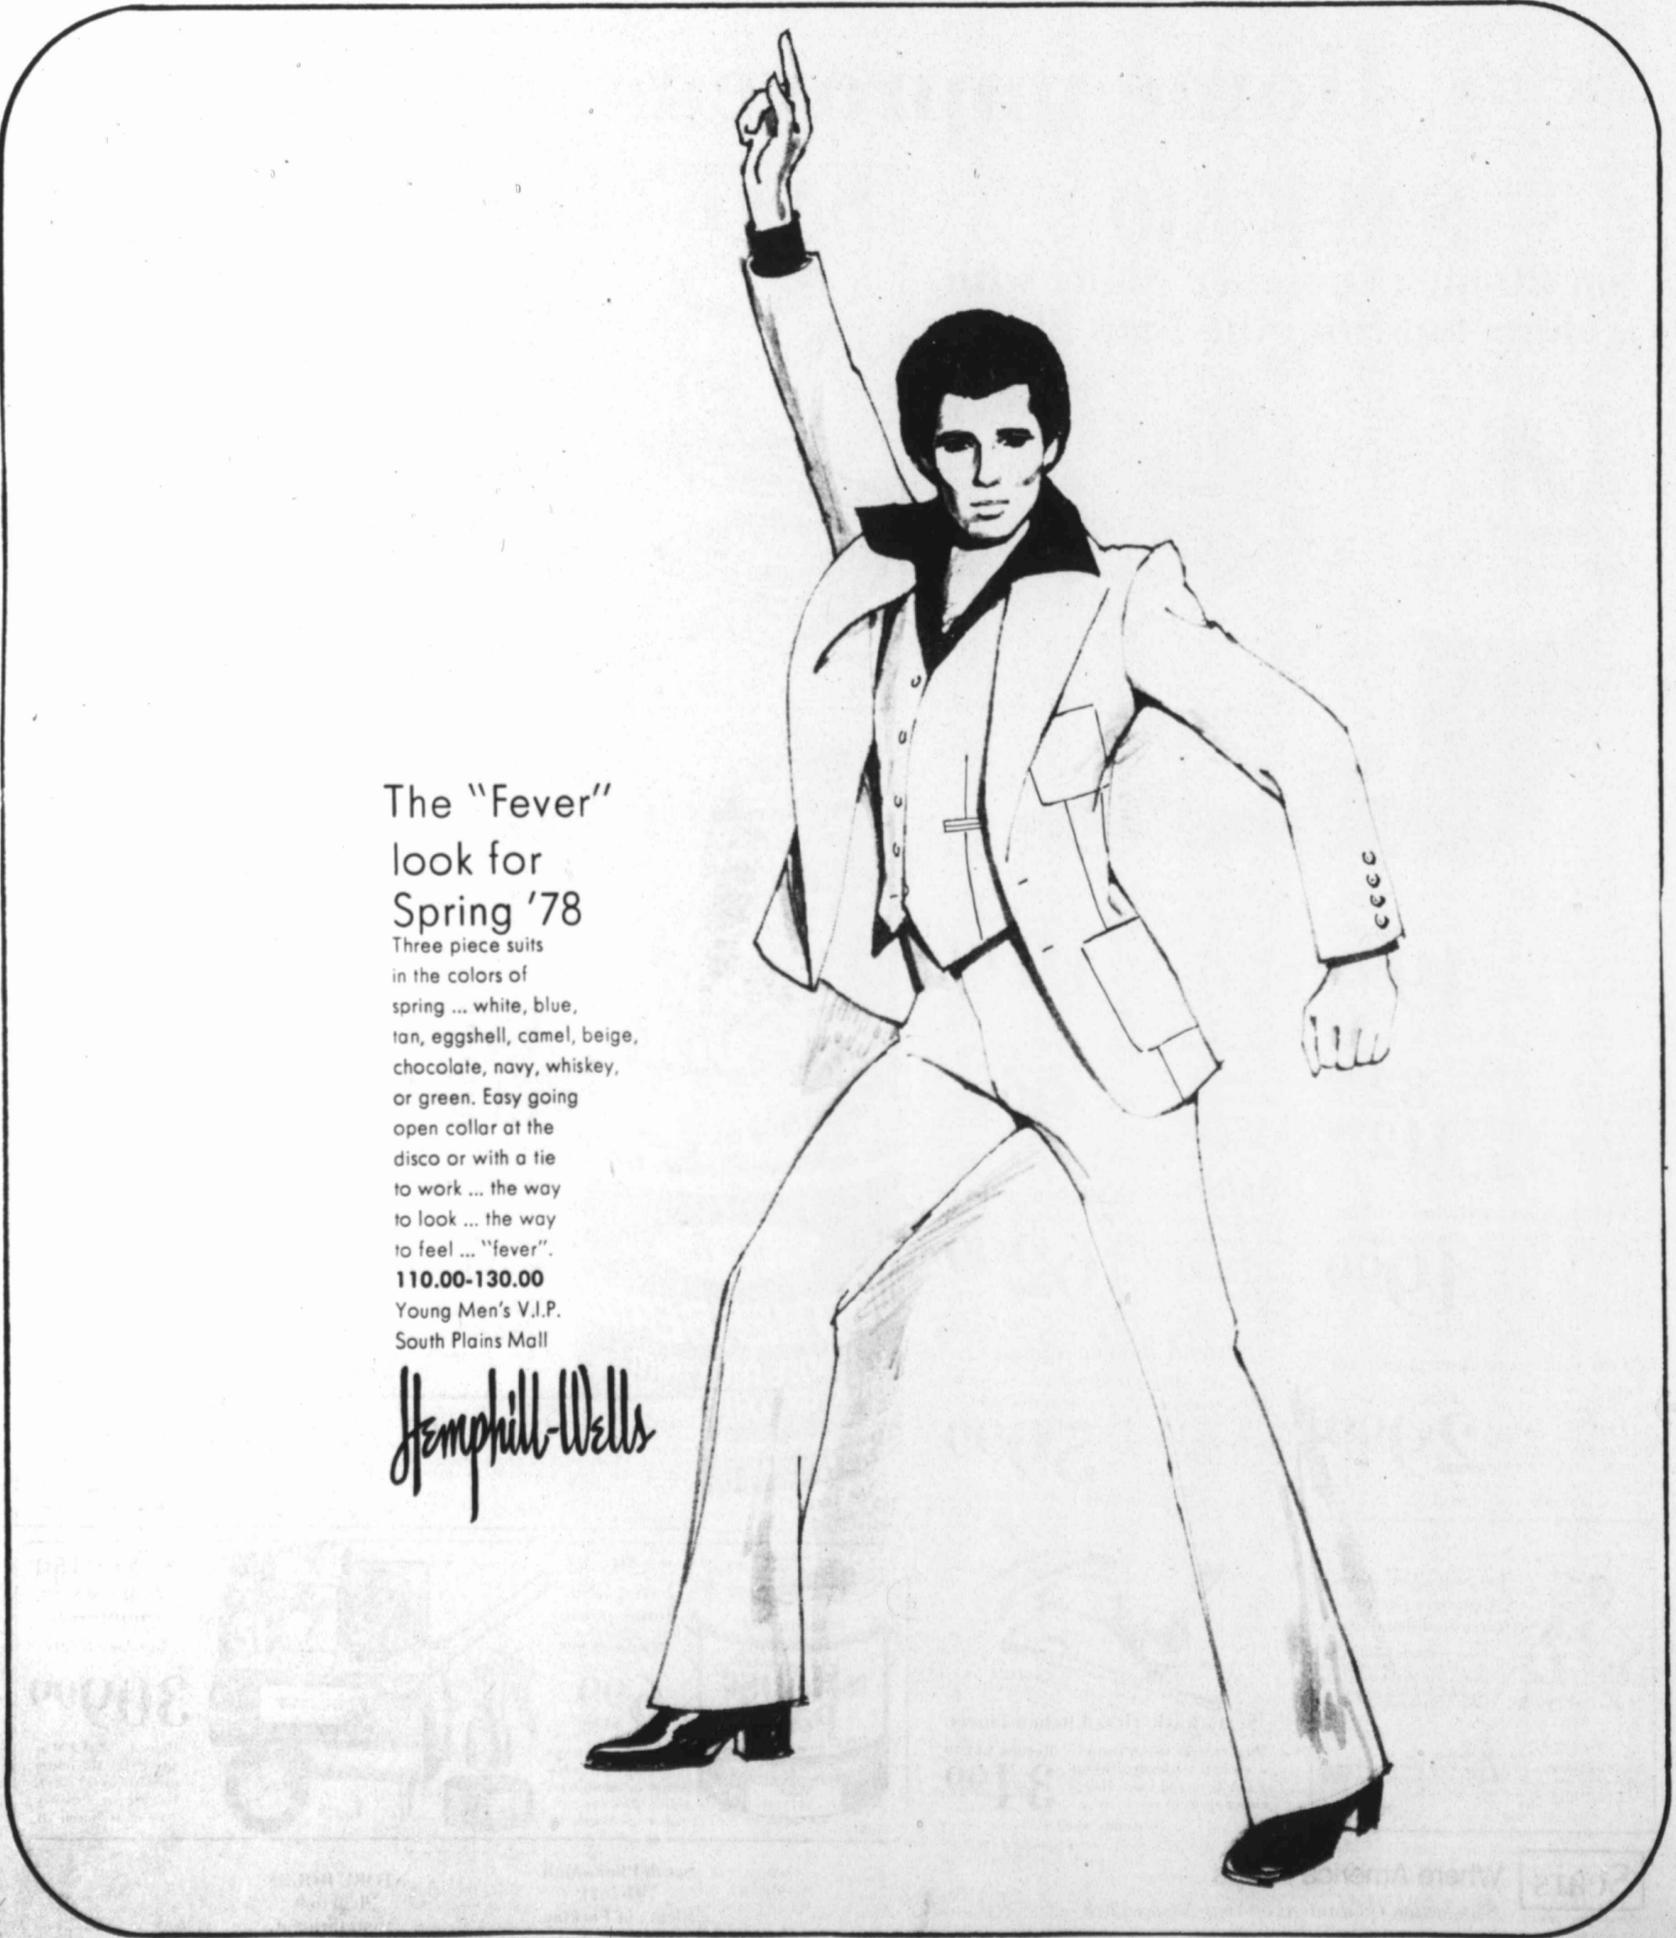 The "Fever"
look for
Spring '78
Three piece suits
in the colors of
spring ... white, blue,
tan, eggshell, camel, beige,
chocolate, navy, whiskey,
or green. Easy going
open collar at the
disco or with a tie
to work ... the way
to look ... the way
to feel ... "fever".
110.00-130.00
Young Men's V.I.P.
South Plains Mall
Hemphill-Wells